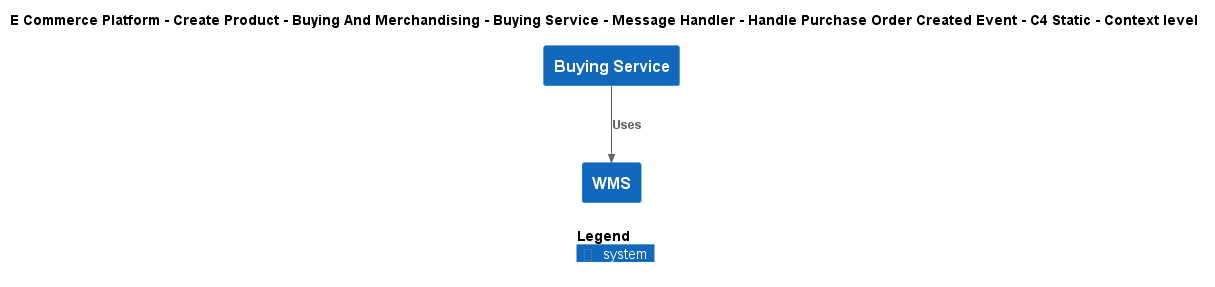 E Commerce Platform - Create Product - Buying And Merchandising - Buying Service - Message Handler - Handle Purchase Order Created Event - C4 Static - Context level
Buying Service
Uses
WMS
Legend
system